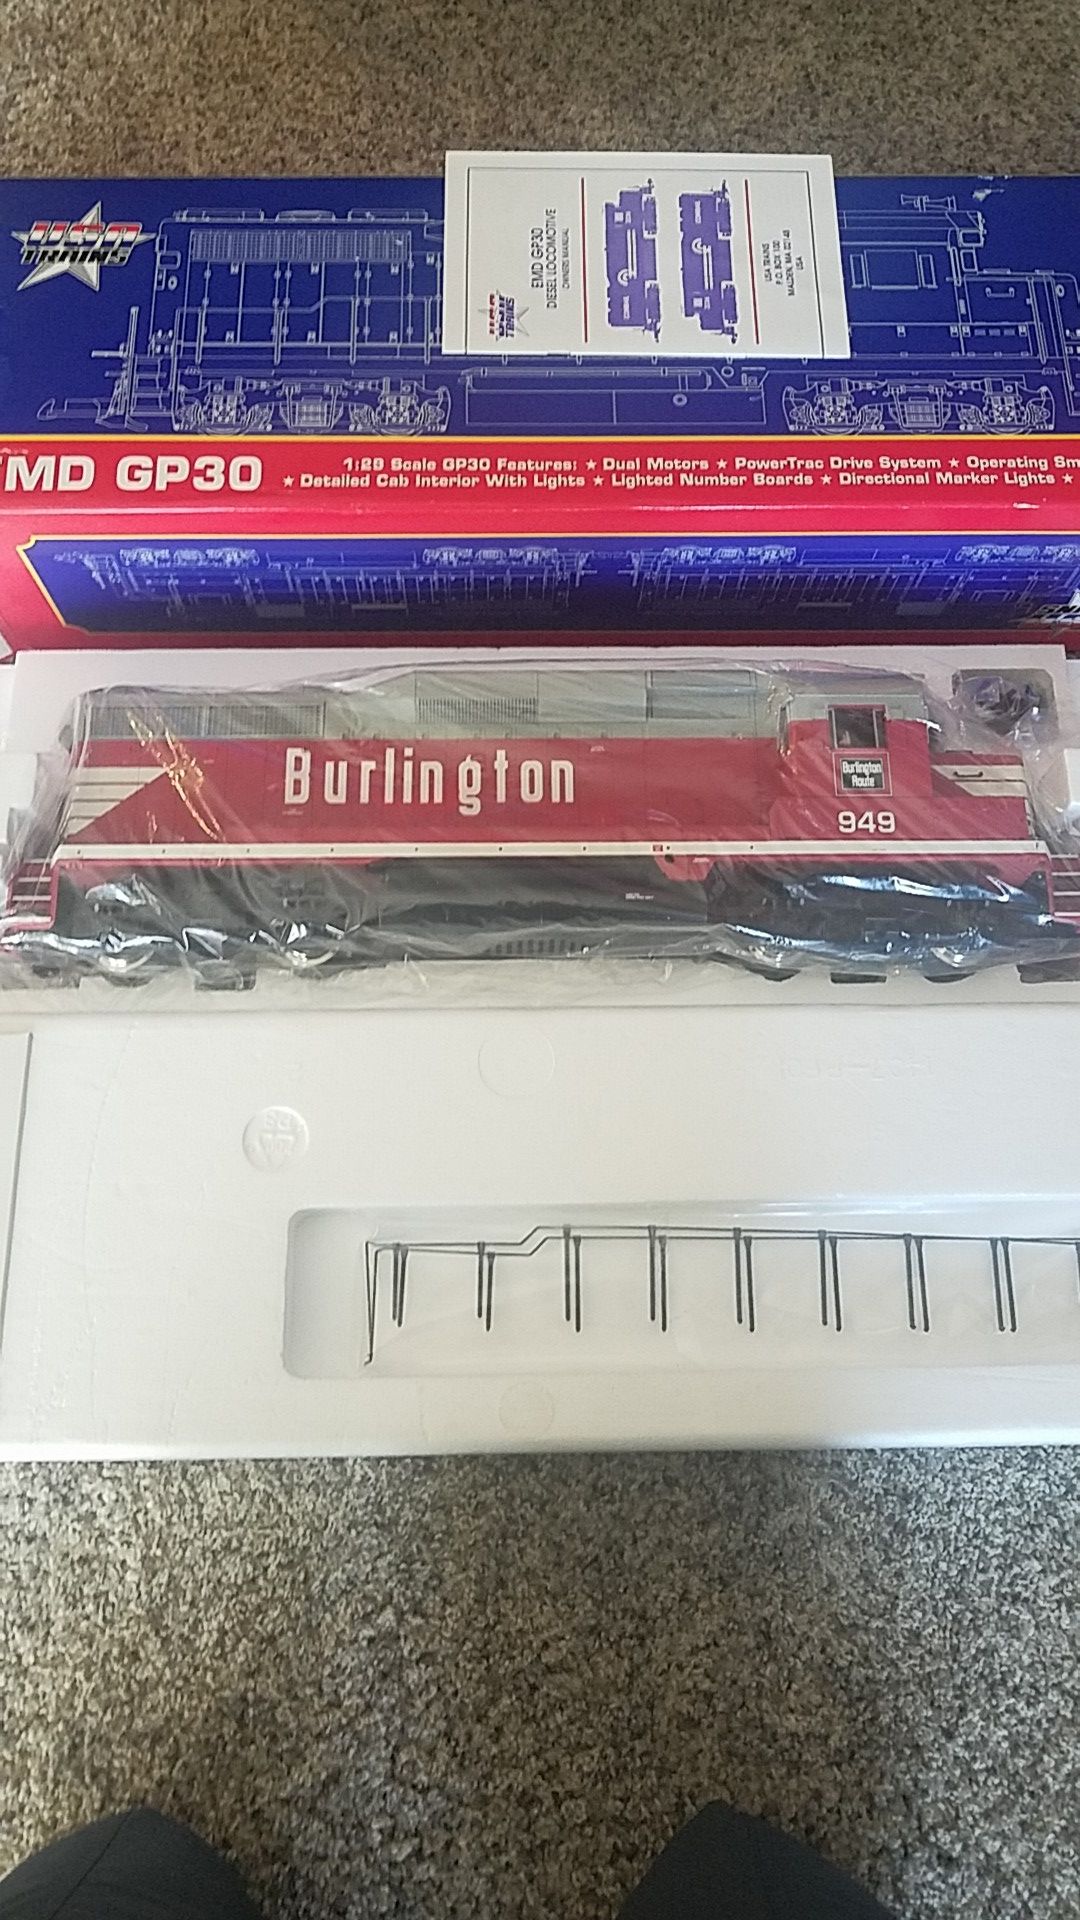 USA
TRAINS
USA
TRAINS
EMD GP30
DIESEL LOCOMOTIVE
OWNERS MANUAL
USA TRAINS
P.O. BOX 100
MALDEN, MA 02148
USA
EMD GP30
1:29 Scale GP30 Features: ★ Dual Motors ★ PowerTrac Drive System ★ Operating Sm
★ Detailed Cab Interior With Lights ★ Lighted Number Boards ★ Directional Marker Lights ★
Burlington
Burlington
Route
949